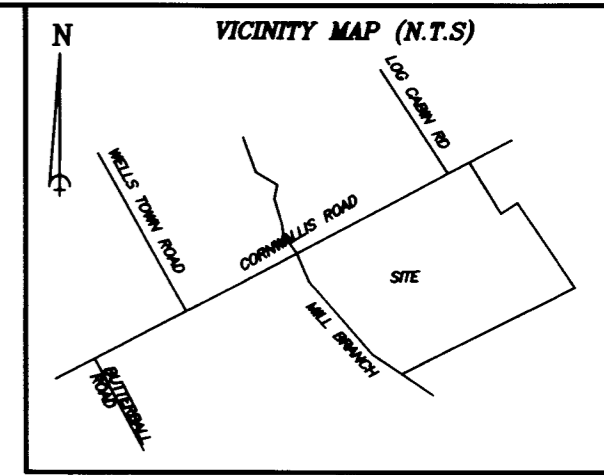 N
VICINITY MAP (N.T.S)
LOG CABIN RD
WELLS TOWN ROAD
CORNWALLIS ROAD
SITE
MILL BRANCH
BUTTERBALL
ROAD